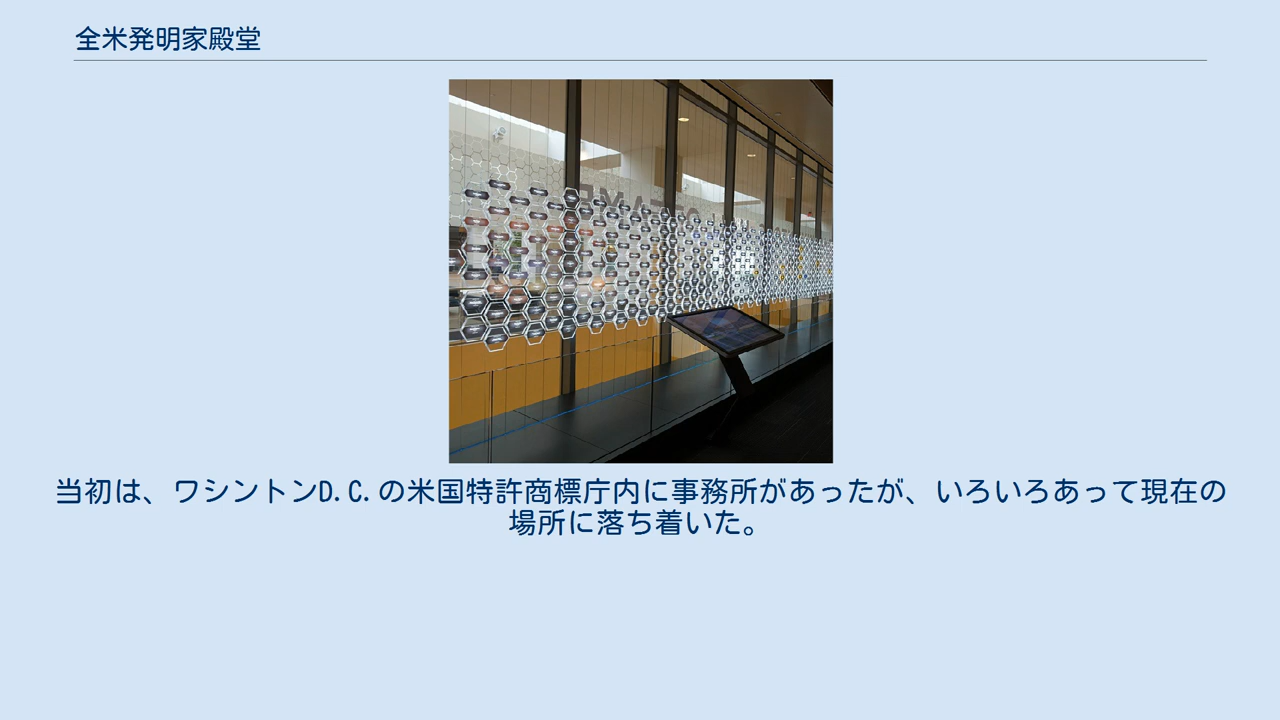 全米発明家殿堂
当初は、ワシントンD.C.の米国特許商標庁内に事務所があったが、いろいろあって現在の
場所に落ち着いた。